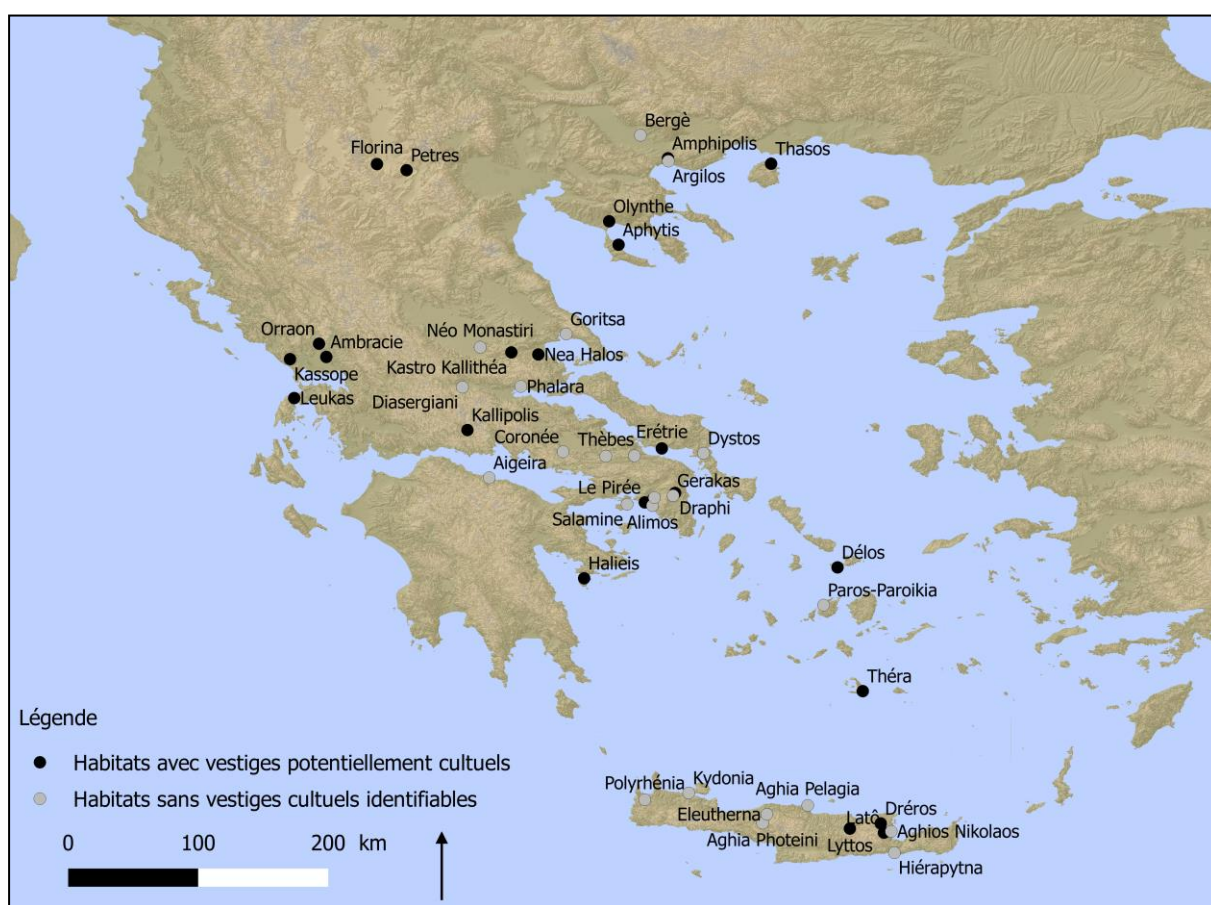 Bergè
Amphipolis
Thasos
Argilos
Florina
Petres
Olynthe
Aphytis
Goritsa
Orraon
Ambracie
Néo Monastiri
Nea Halos
Kassope
Kastro Kallithéa
Phalara
Leukas
Diasergiani
Kallipolis
Coronée
Thèbes
Erétrie
Dystos
Aigeira
Le Pirée
Gerakas
Draphi
Salamine
Alimos
Halieis
Délos
Paros-Paroikia
Théra
Légende
Habitats avec vestiges potentiellement cultuels
Habitats sans vestiges cultuels identifiables
0 100 200 km
Polyrhénia
Kydonia
Aghia Pelagia
Eleutherna
Latô
Dréros
Aghia Photeini
Lyttos
Aghios Nikolaos
Hiérapytna